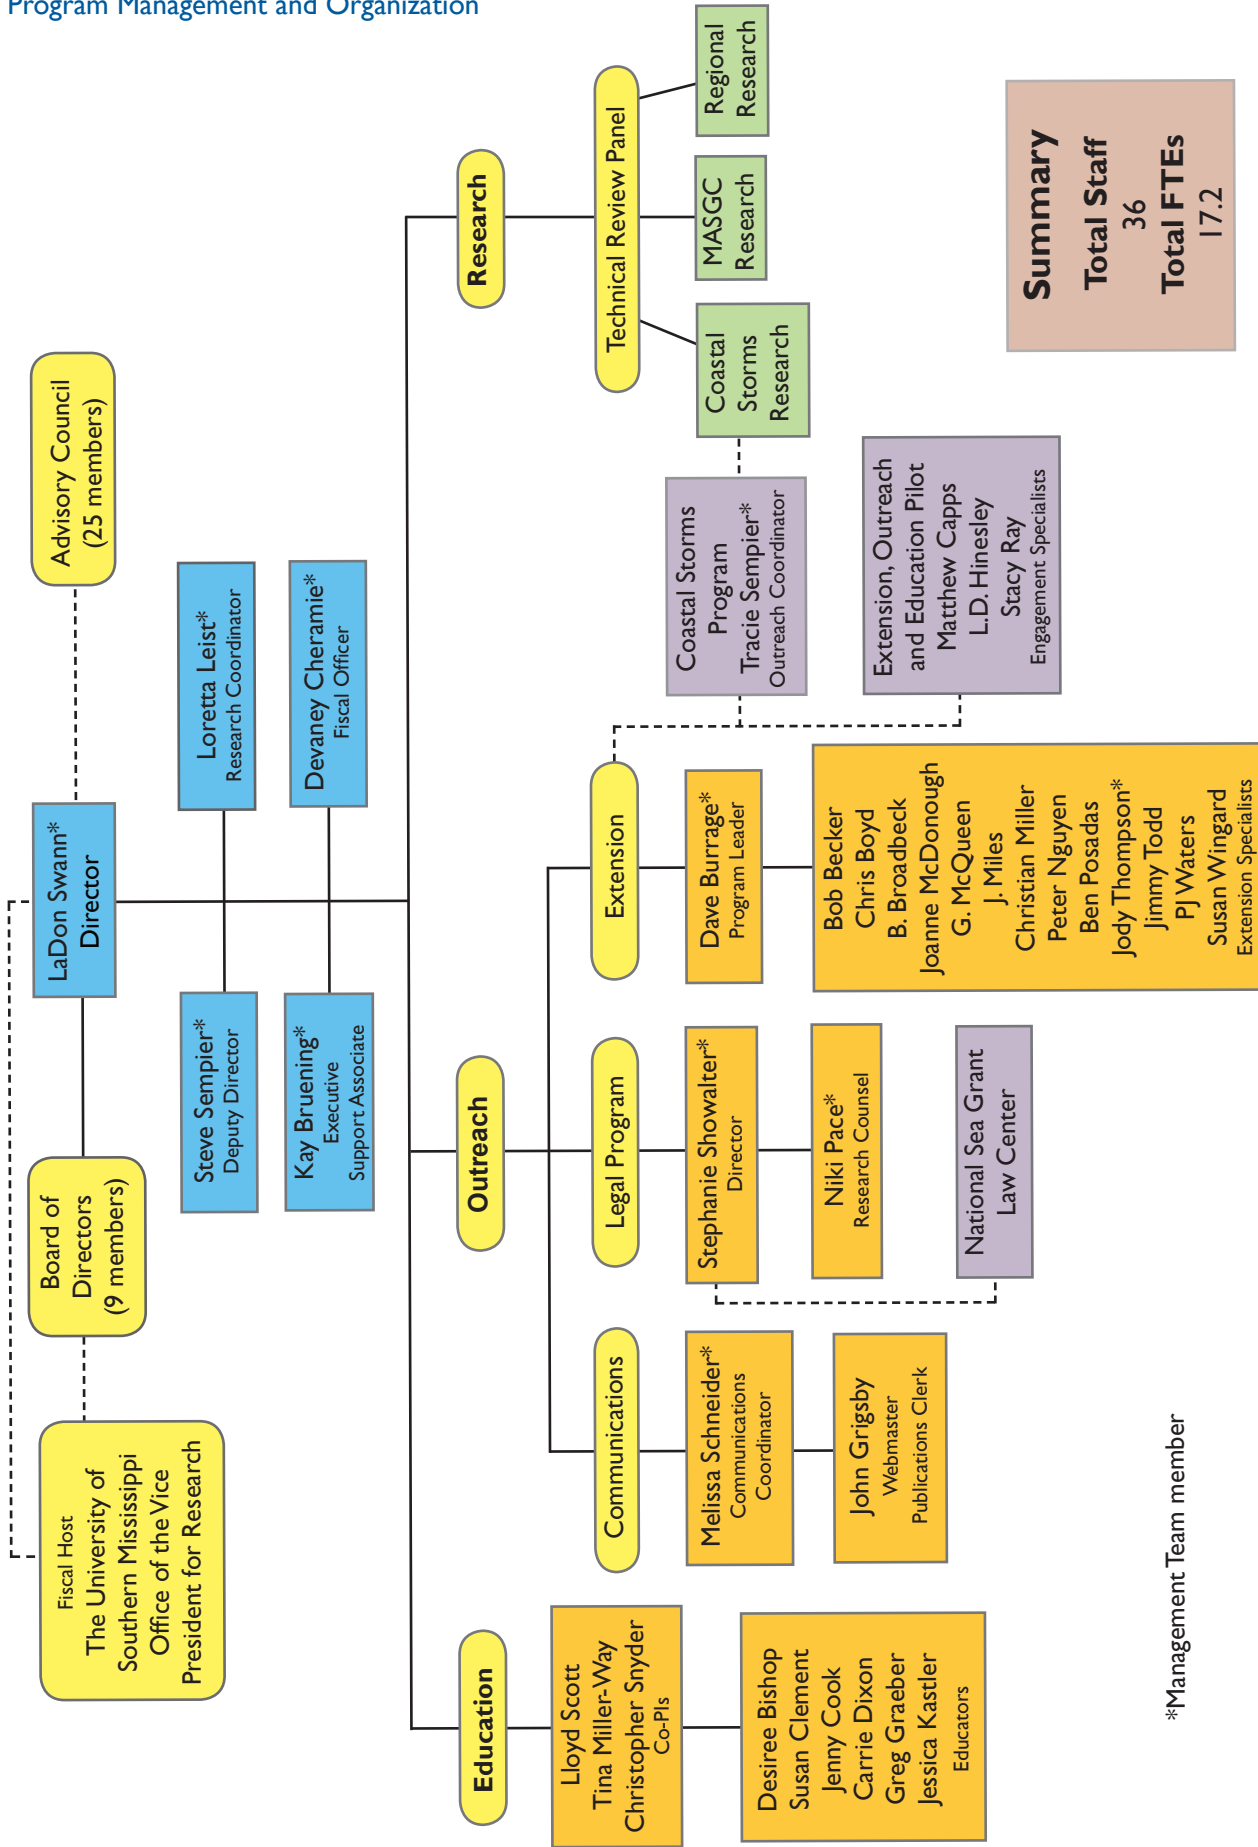 Program Management and Organization
Fiscal Host
The University of
Southern Mississippi
Office of the Vice
President for Research
Board of
Directors
(9 members)
LaDon Swann*
Director
Advisory Council
(25 members)
Steve Sempier*
Deputy Director
Loretta Leist*
Research Coordinator
Kay Bruening*
Executive
Support Associate
Devaney Cheramie*
Fiscal Officer
Education
Lloyd Scott
Tina Miller-Way
Christopher Snyder
Co-PIs
Desiree Bishop
Susan Clement
Jenny Cook
Carrie Dixon
Greg Graeber
Jessica Kastler
Educators
Outreach
Communications
Melissa Schneider*
Communications
Coordinator
John Grigsby
Webmaster
Publications Clerk
Legal Program
Stephanie Showalter*
Director
Niki Pace*
Research Counsel
National Sea Grant
Law Center
Extension
Dave Burrage*
Program Leader
Bob Becker
Chris Boyd
B. Broadbeck
Joanne McDonough
G. McQueen
J. Miles
Christian Miller
Peter Nguyen
Ben Posadas
Jody Thompson*
Jimmy Todd
PJ Waters
Susan Wingard
Extension Specialists
Coastal Storms
Program
Tracie Sempier*
Outreach Coordinator
Extension, Outreach
and Education Pilot
Matthew Capps
L.D. Hinesley
Stacy Ray
Engagement Specialists
Research
Technical Review Panel
Coastal
Storms
Research
MASGC
Research
Regional
Research
Summary
Total Staff
36
Total FTEs
17.2
*Management Team member